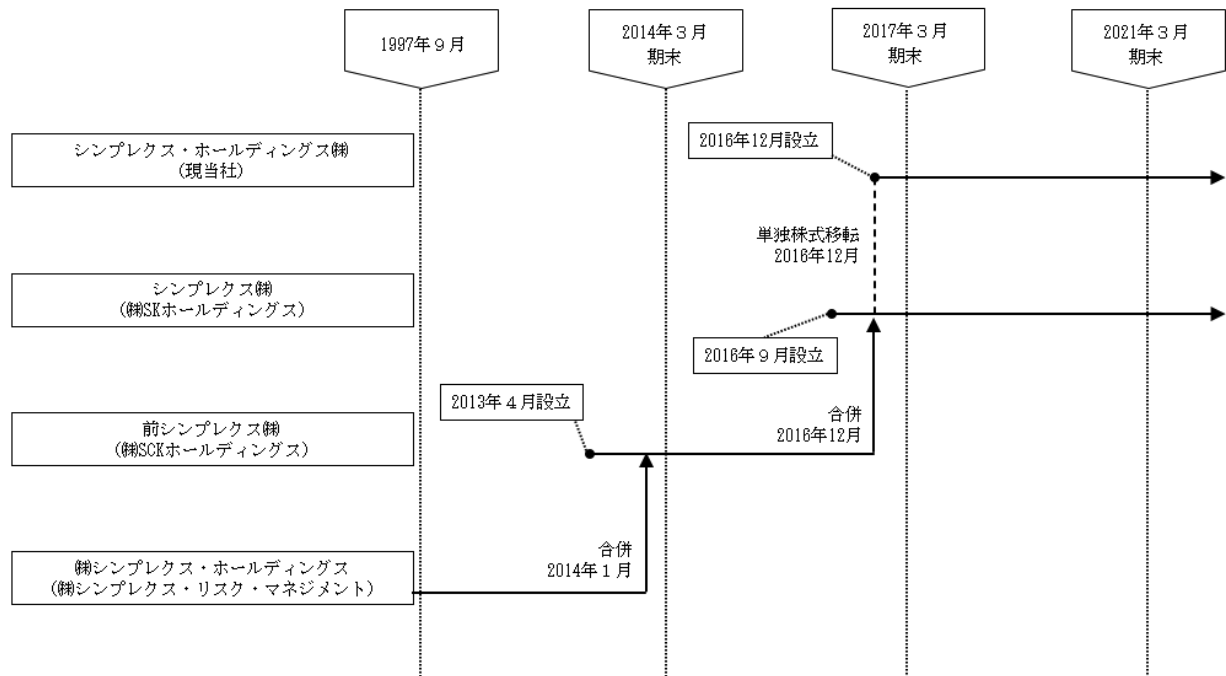 1997年９月
2014年３月
期末
2017年３月
期末
2021年３月
期末
シンプレクス・ホールディングス㈱
(現当社)
2016年12月設立
単独株式移転
2016年12月
シンプレクス㈱
(㈱SKホールディングス)
2016年９月設立
2013年４月設立
前シンプレクス㈱
(㈱SCKホールディングス)
合併
2016年12月
㈱シンプレクス・ホールディングス
(㈱シンプレクス・リスク・マネジメント)
合併
2014年１月